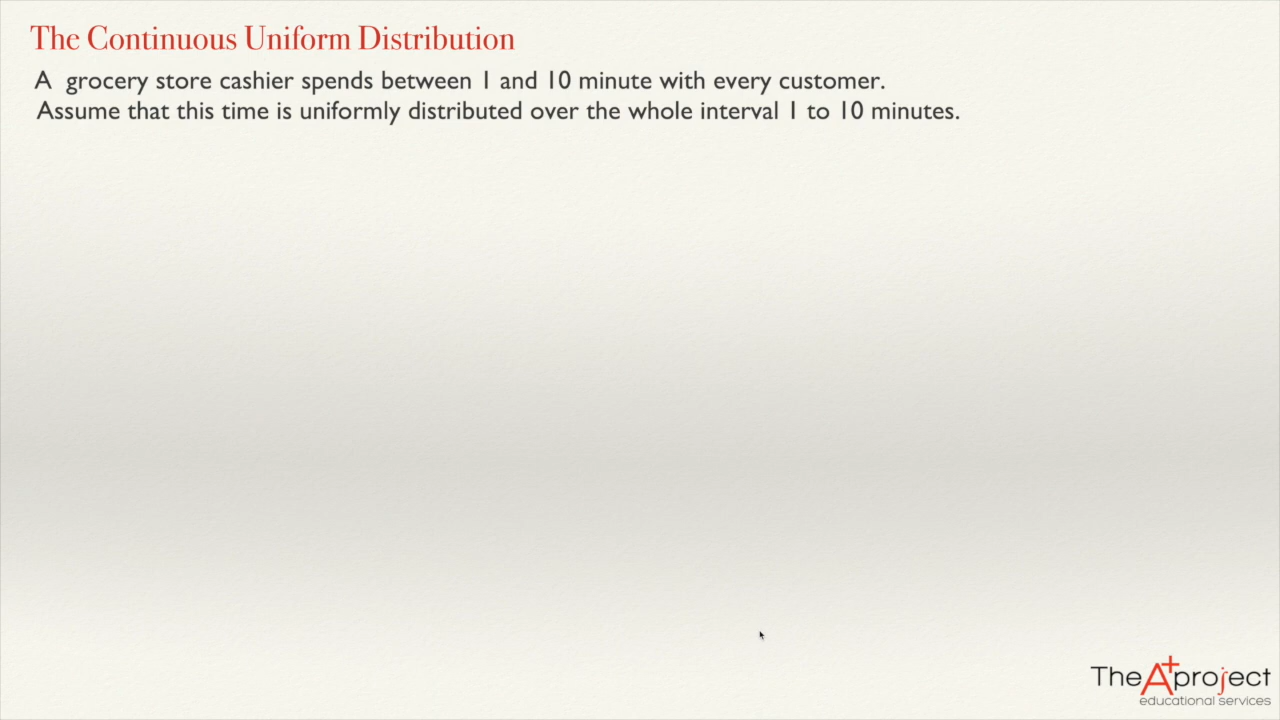 The Continuous Uniform Distribution
A grocery store cashier spends between 1 and 10 minute with every customer.
Assume that this time is uniformly distributed over the whole interval 1 to 10 minutes.
The A+ project
educational services